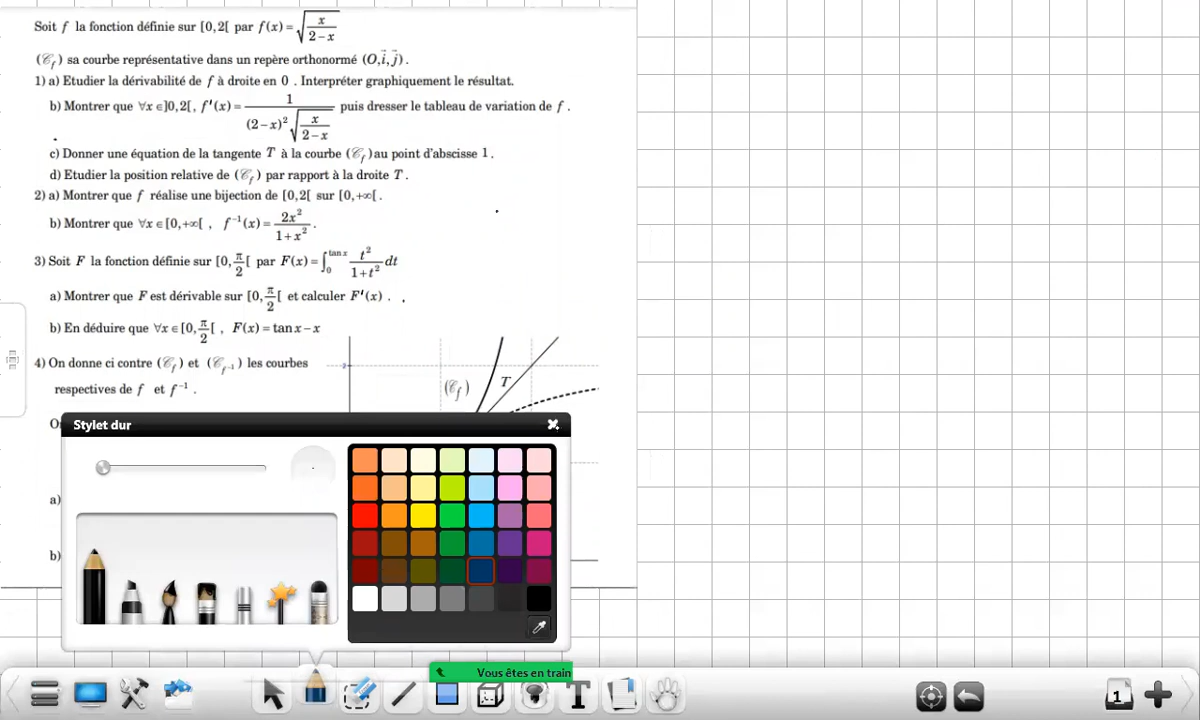 Soit f la fonction définie sur [0,2[ par f(x) = √(x/(2−x))
(𝒞f) sa courbe représentative dans un repère orthonormé (O,i⃗,j⃗).
1) a) Etudier la dérivabilité de f à droite en 0 . Interpréter graphiquement le résultat.
b) Montrer que ∀x∈]0,2[, f'(x) = 1/((2−x)²√(x/(2−x))) puis dresser le tableau de variation de f .
c) Donner une équation de la tangente T à la courbe (𝒞f) au point d'abscisse 1.
d) Etudier la position relative de (𝒞f) par rapport à la droite T.
2) a) Montrer que f réalise une bijection de [0,2[ sur [0,+∞[.
b) Montrer que ∀x∈[0,+∞[ , f⁻¹(x) = 2x²/(1+x²) .
3) Soit F la fonction définie sur [0,π/2[ par F(x) = ∫₀^{tan x} t²/(1+t²) dt
a) Montrer que F est dérivable sur [0,π/2[ et calculer F'(x) .
b) En déduire que ∀x∈[0,π/2[ , F(x) = tan x − x
4) On donne ci contre (𝒞f) et (𝒞f⁻¹) les courbes
respectives de f et f⁻¹ .
2
(𝒞f)
T
Stylet dur
a)
b)
Vous êtes en train
T
1